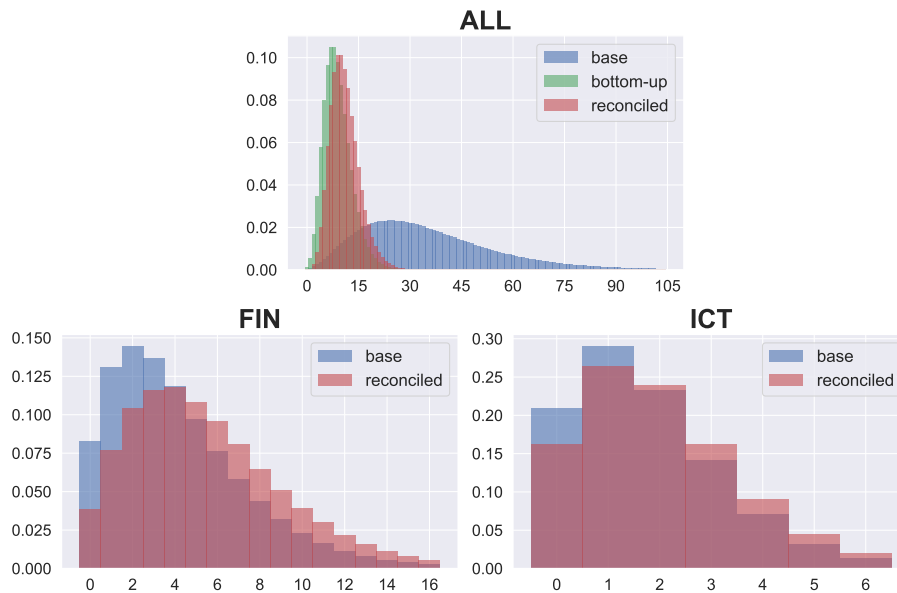 ALL
0.10
0.08
0.06
0.04
0.02
0.00
base
bottom-up
reconciled
0 15 30 45 60 75 90 105
FIN
0.150
0.125
0.100
0.075
0.050
0.025
0.000
base
reconciled
0 2 4 6 8 10 12 14 16
ICT
0.30
0.25
0.20
0.15
0.10
0.05
0.00
base
reconciled
0 1 2 3 4 5 6